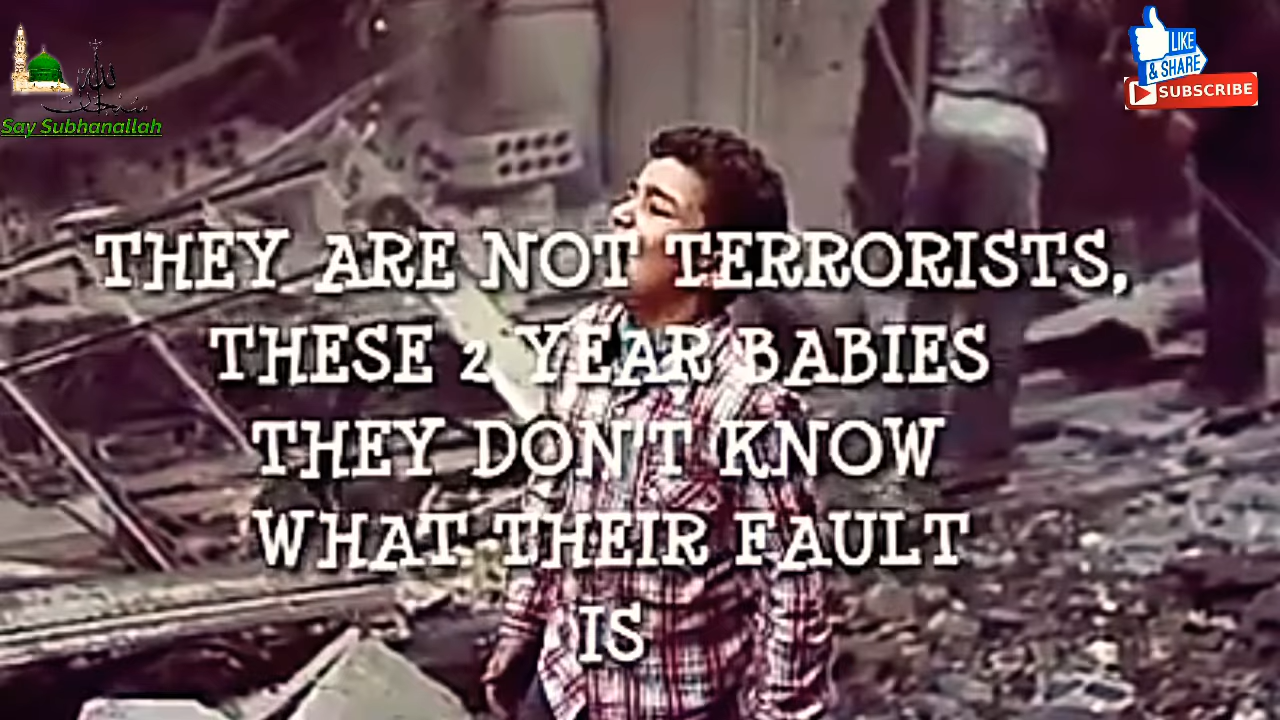 Say Subhanallah
LIKE
& SHARE
SUBSCRIBE
THEY ARE NOT TERRORISTS,
THESE 2 YEAR BABIES
THEY DON'T KNOW
WHAT THEIR FAULT
IS